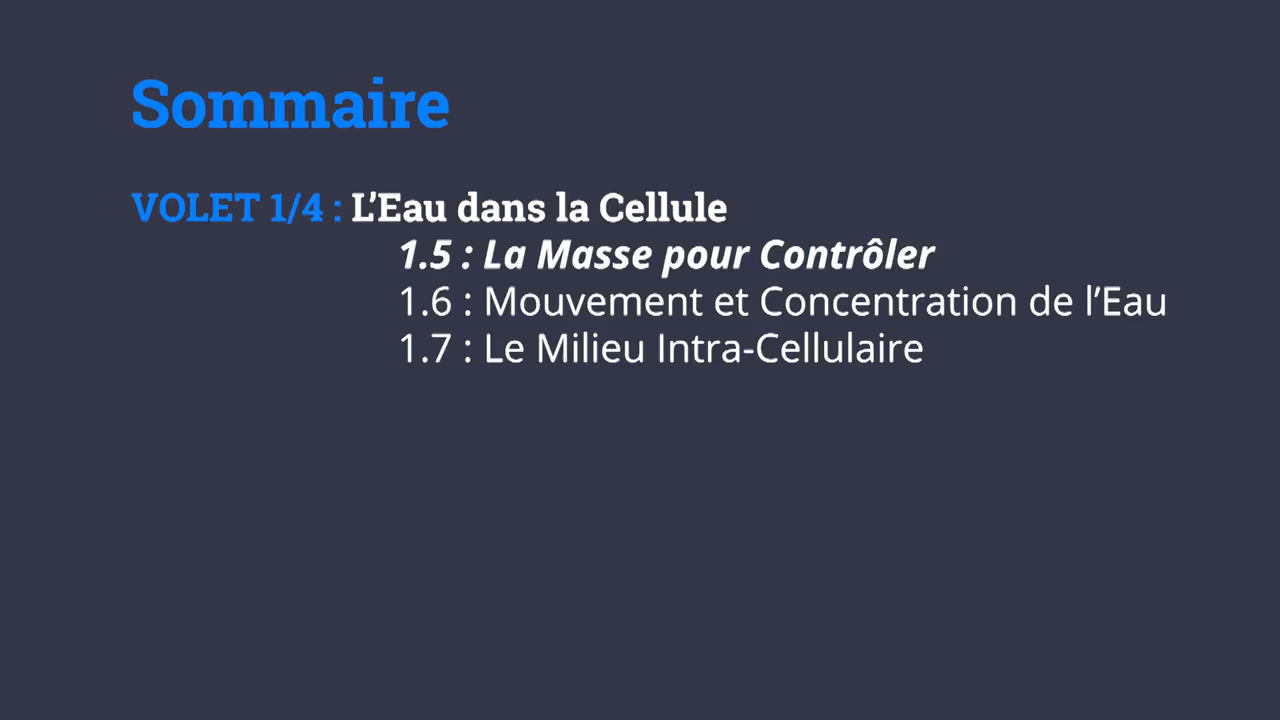 Sommaire
VOLET 1/4 : L’Eau dans la Cellule
1.5 : La Masse pour Contrôler
1.6 : Mouvement et Concentration de l’Eau
1.7 : Le Milieu Intra-Cellulaire